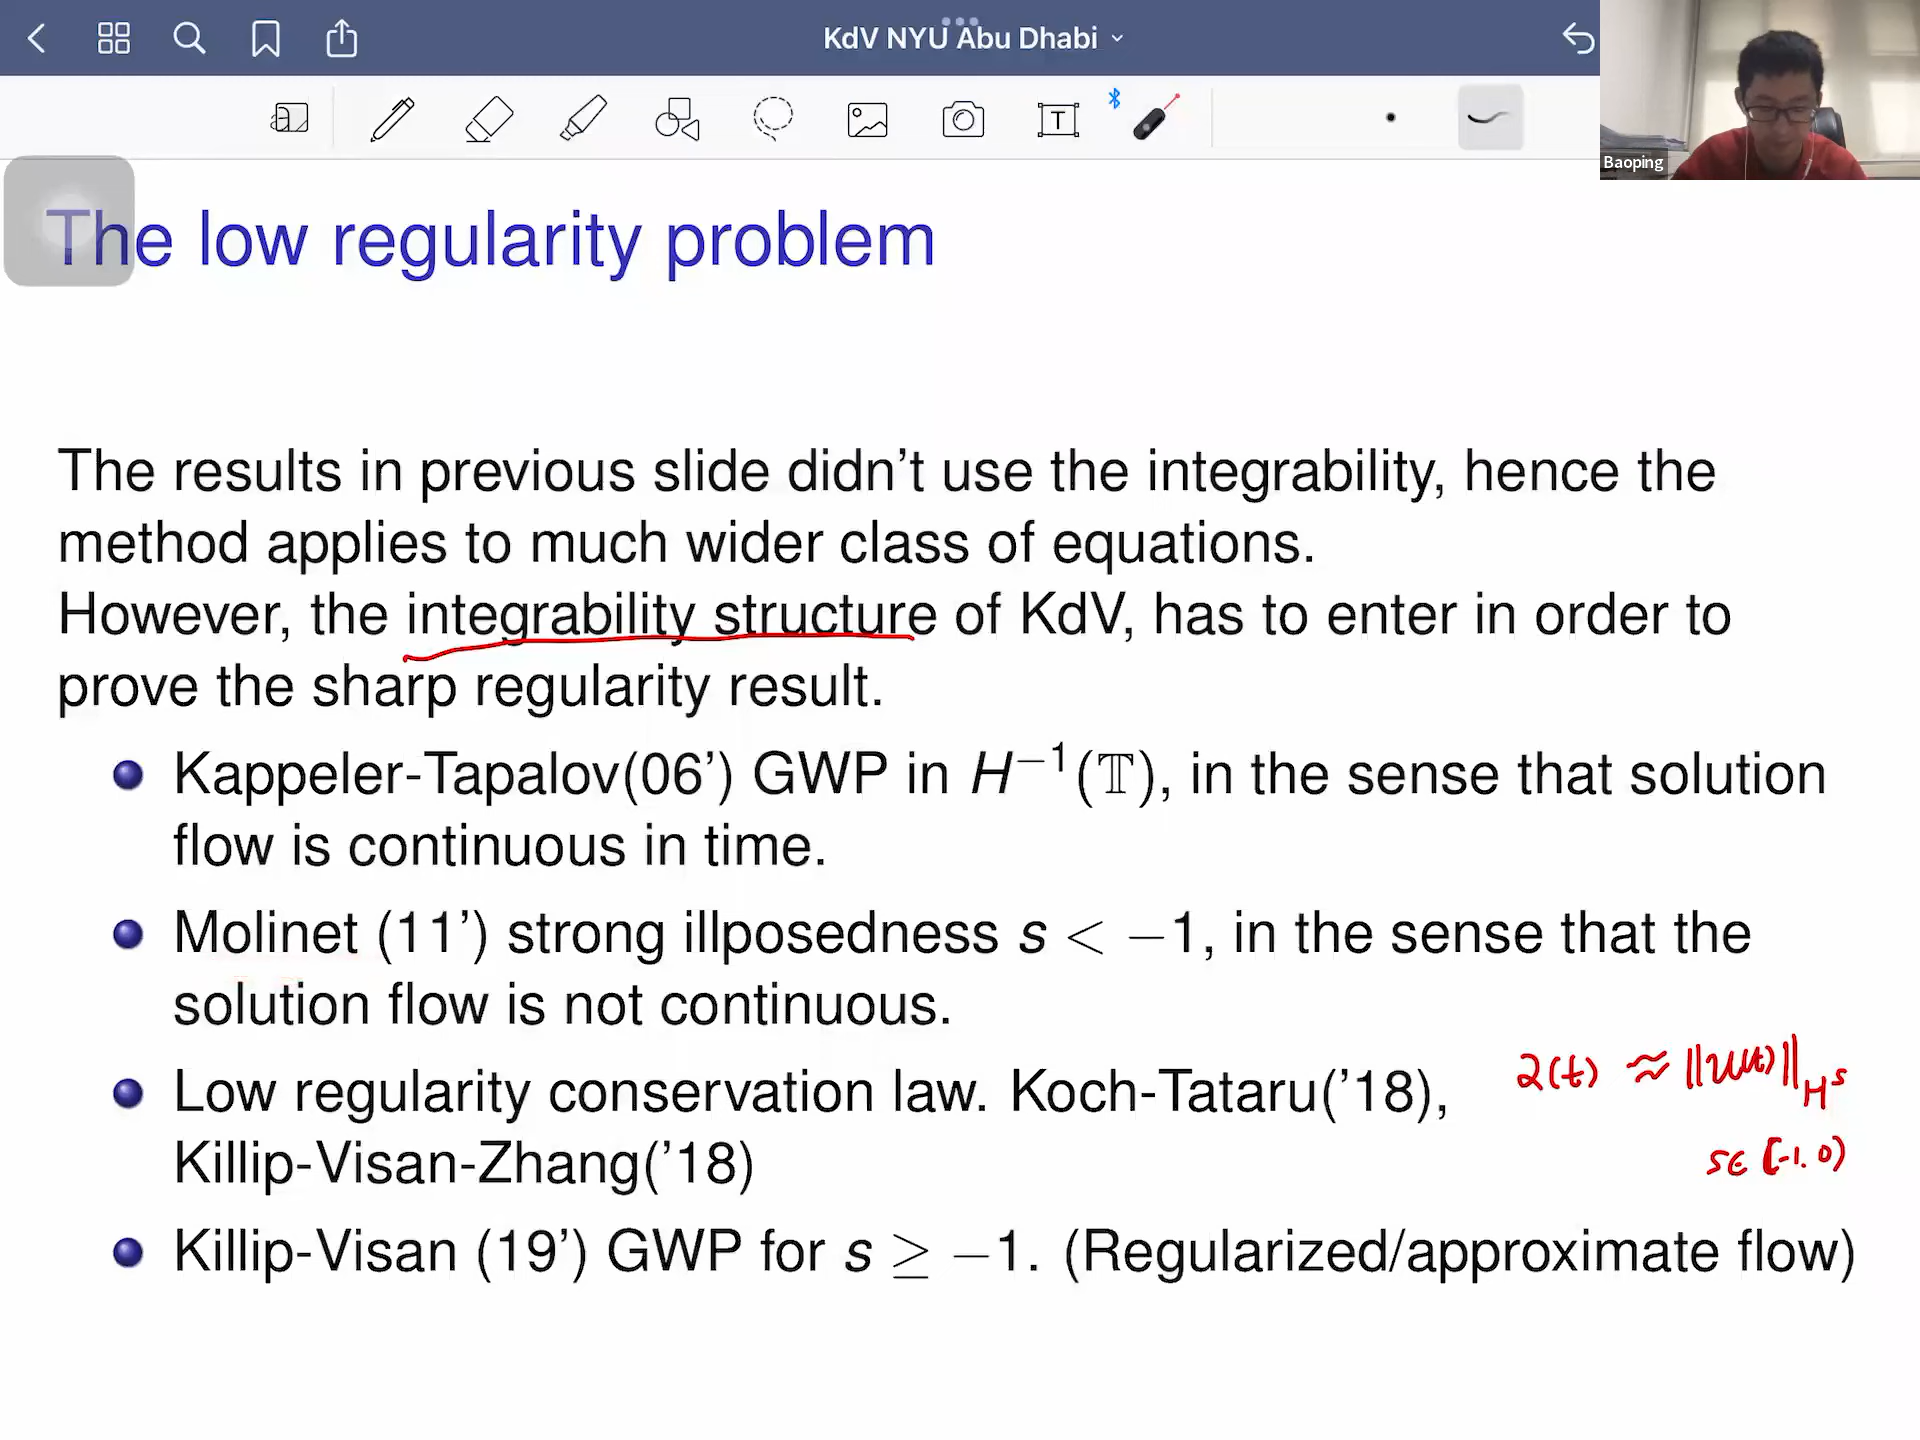 KdV NYU Abu Dhabi
T
Baoping
The low regularity problem
The results in previous slide didn't use the integrability, hence the
method applies to much wider class of equations.
However, the integrability structure of KdV, has to enter in order to
prove the sharp regularity result.
Kappeler-Tapalov(06') GWP in H⁻¹(𝕋), in the sense that solution
flow is continuous in time.
Molinet (11') strong illposedness s < −1, in the sense that the
solution flow is not continuous.
Low regularity conservation law. Koch-Tataru('18),
2(t) ≈ ||u(t)||_{H^s}
Killip-Visan-Zhang('18)
s∈ [-1.0)
Killip-Visan (19') GWP for s ≥ −1. (Regularized/approximate flow)